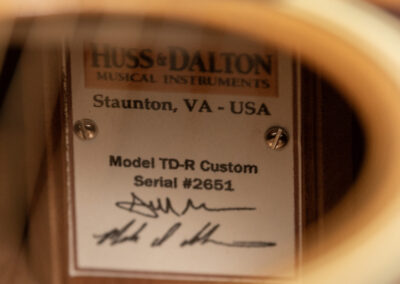 HUSS & DALTON
MUSICAL INSTRUMENTS
Staunton, VA - USA
Model TD-R Custom
Serial #2651